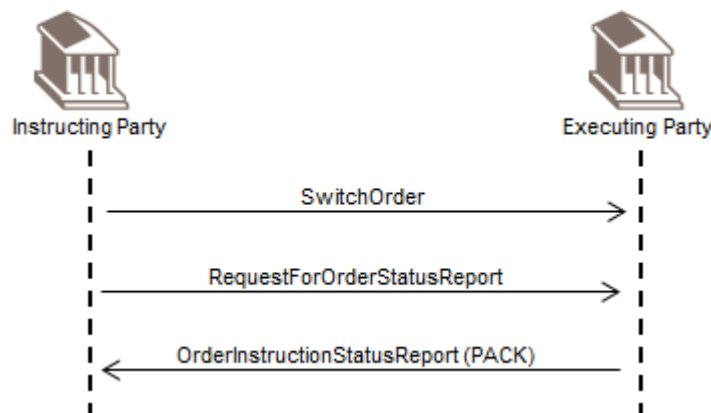 Instructing Party
Executing Party
SwitchOrder
RequestForOrderStatusReport
OrderInstructionStatusReport (PACK)